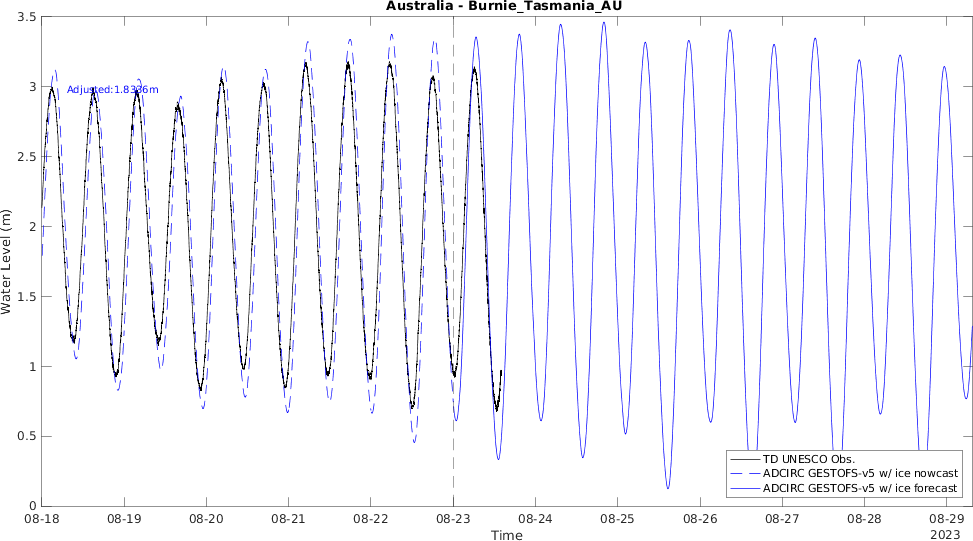 Australia - Burnie_Tasmania_AU
3.5
3
2.5
2
1.5
1
0.5
0
Water Level (m)
Adjusted:1.8336m
TD UNESCO Obs.
ADCIRC GESTOFS-v5 w/ ice nowcast
ADCIRC GESTOFS-v5 w/ ice forecast
08-18 08-19 08-20 08-21 08-22 08-23 08-24 08-25 08-26 08-27 08-28 08-29
Time
2023